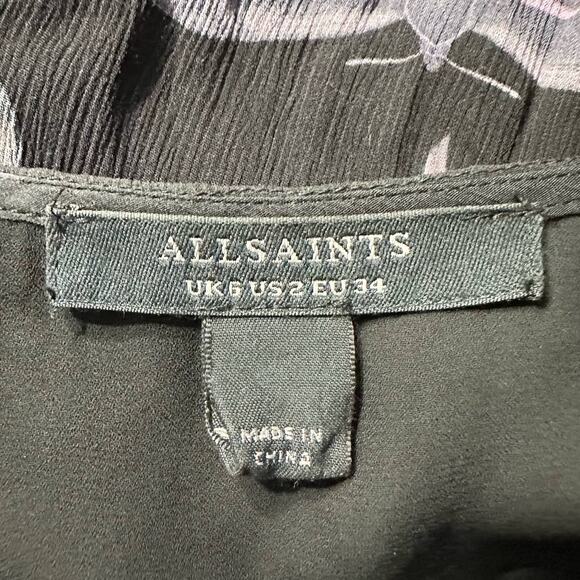 ALLSAINTS
UK6 US2 EU34
MADE IN
CHINA